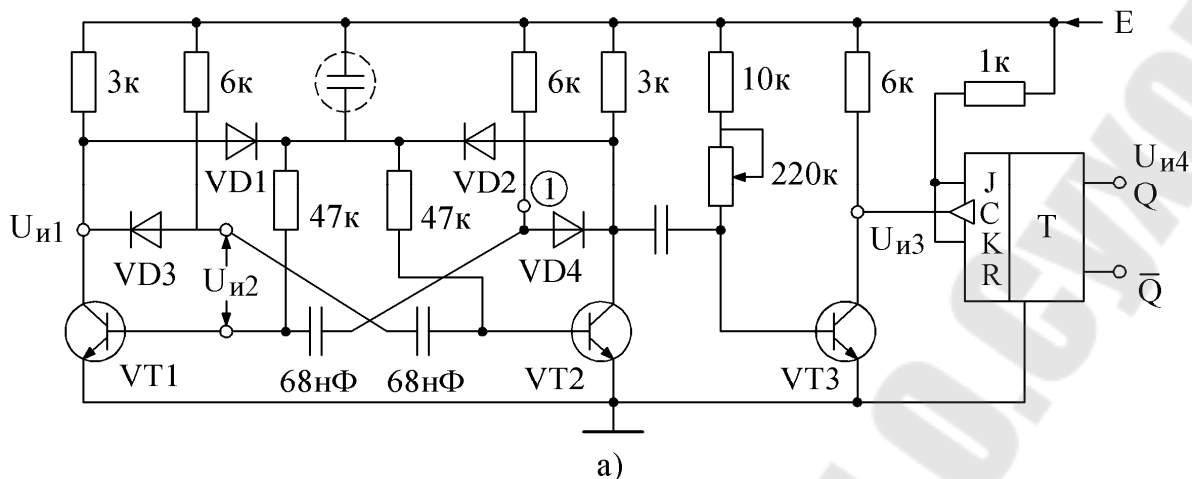 E
3к
6к
6к
3к
10к
6к
1к
VD1
VD2
47к
47к
1
220к
J
C
K
R
T
Uи4
Q
Q̅
Uи1
VD3
Uи2
VD4
Uи3
VT1
68нФ
68нФ
VT2
VT3
а)